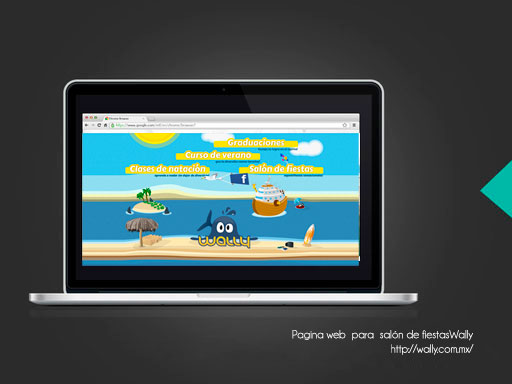 Graduaciones
Curso de verano
Clases de natación
Salón de fiestas
f
wally
Pagina web para salón de fiestasWally
http://wally.com.mx/